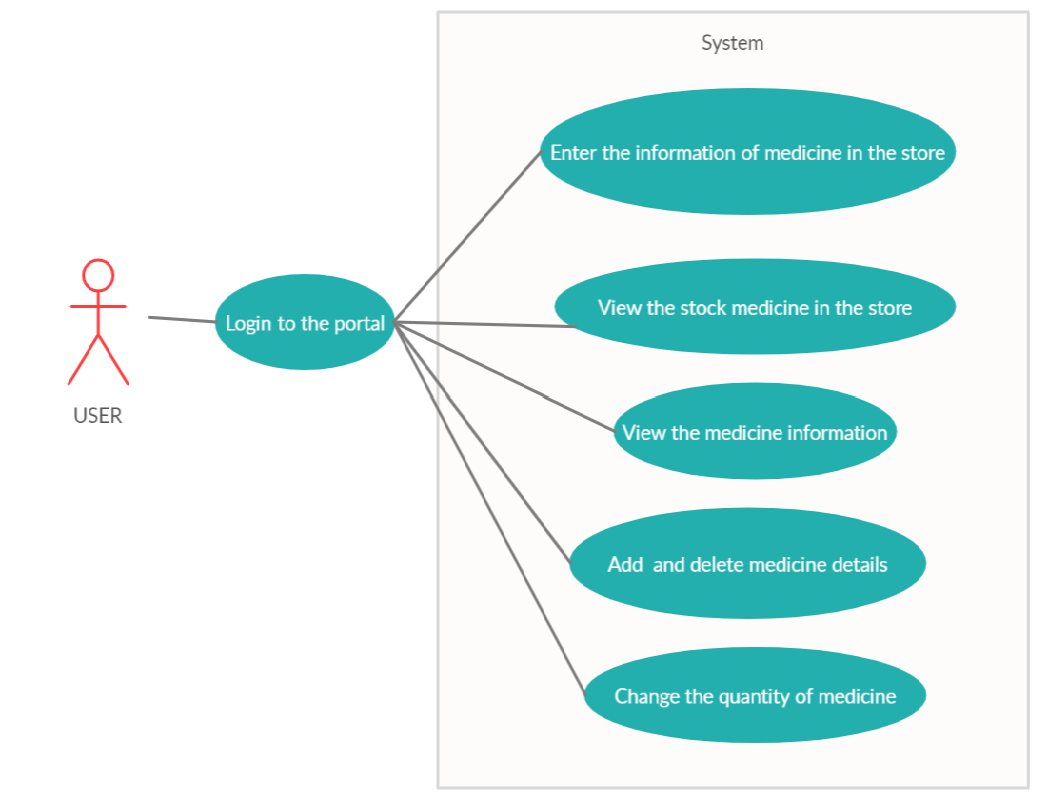 System
Enter the information of medicine in the store
View the stock medicine in the store
Login to the portal
USER
View the medicine information
Add  and delete medicine details
Change the quantity of medicine